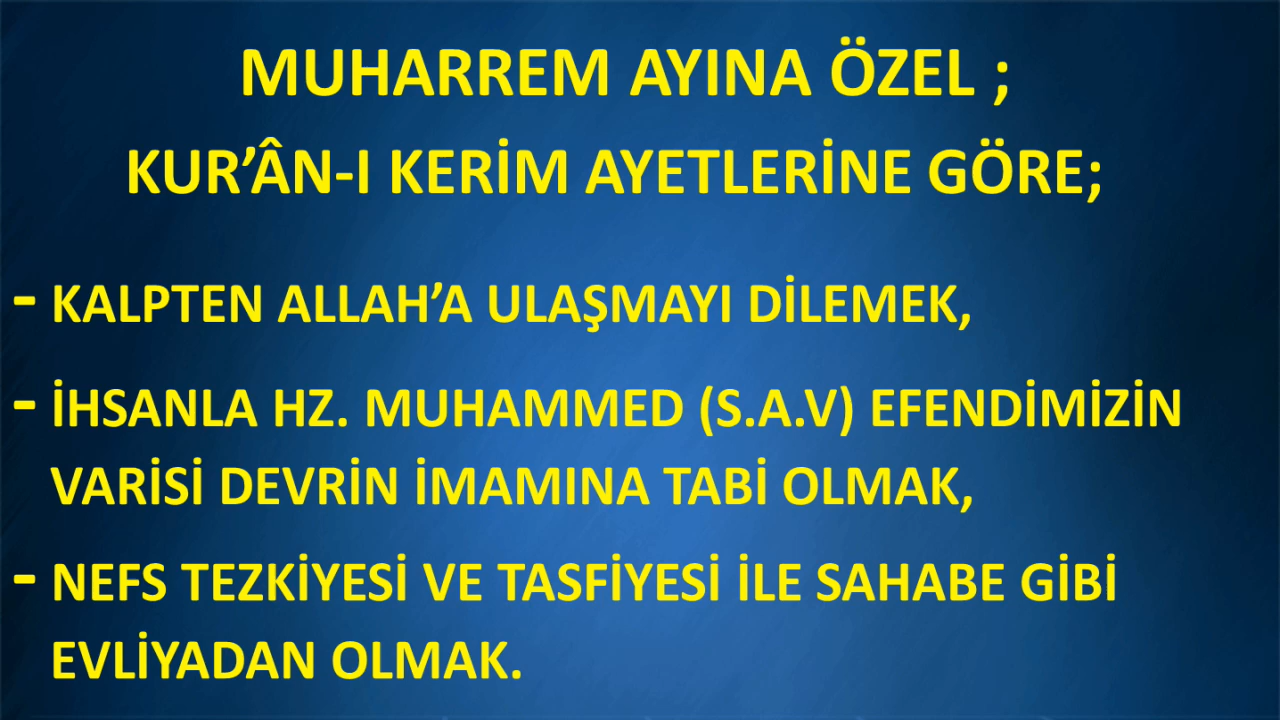 MUHARREM AYINA ÖZEL ;
KUR’ÂN-I KERİM AYETLERİNE GÖRE;
- KALPTEN ALLAH’A ULAŞMAYI DİLEMEK,
- İHSANLA HZ. MUHAMMED (S.A.V) EFENDİMİZİN
VARİSİ DEVRİN İMAMINA TABİ OLMAK,
- NEFS TEZKİYESİ VE TASFİYESİ İLE SAHABE GİBİ
EVLİYADAN OLMAK.